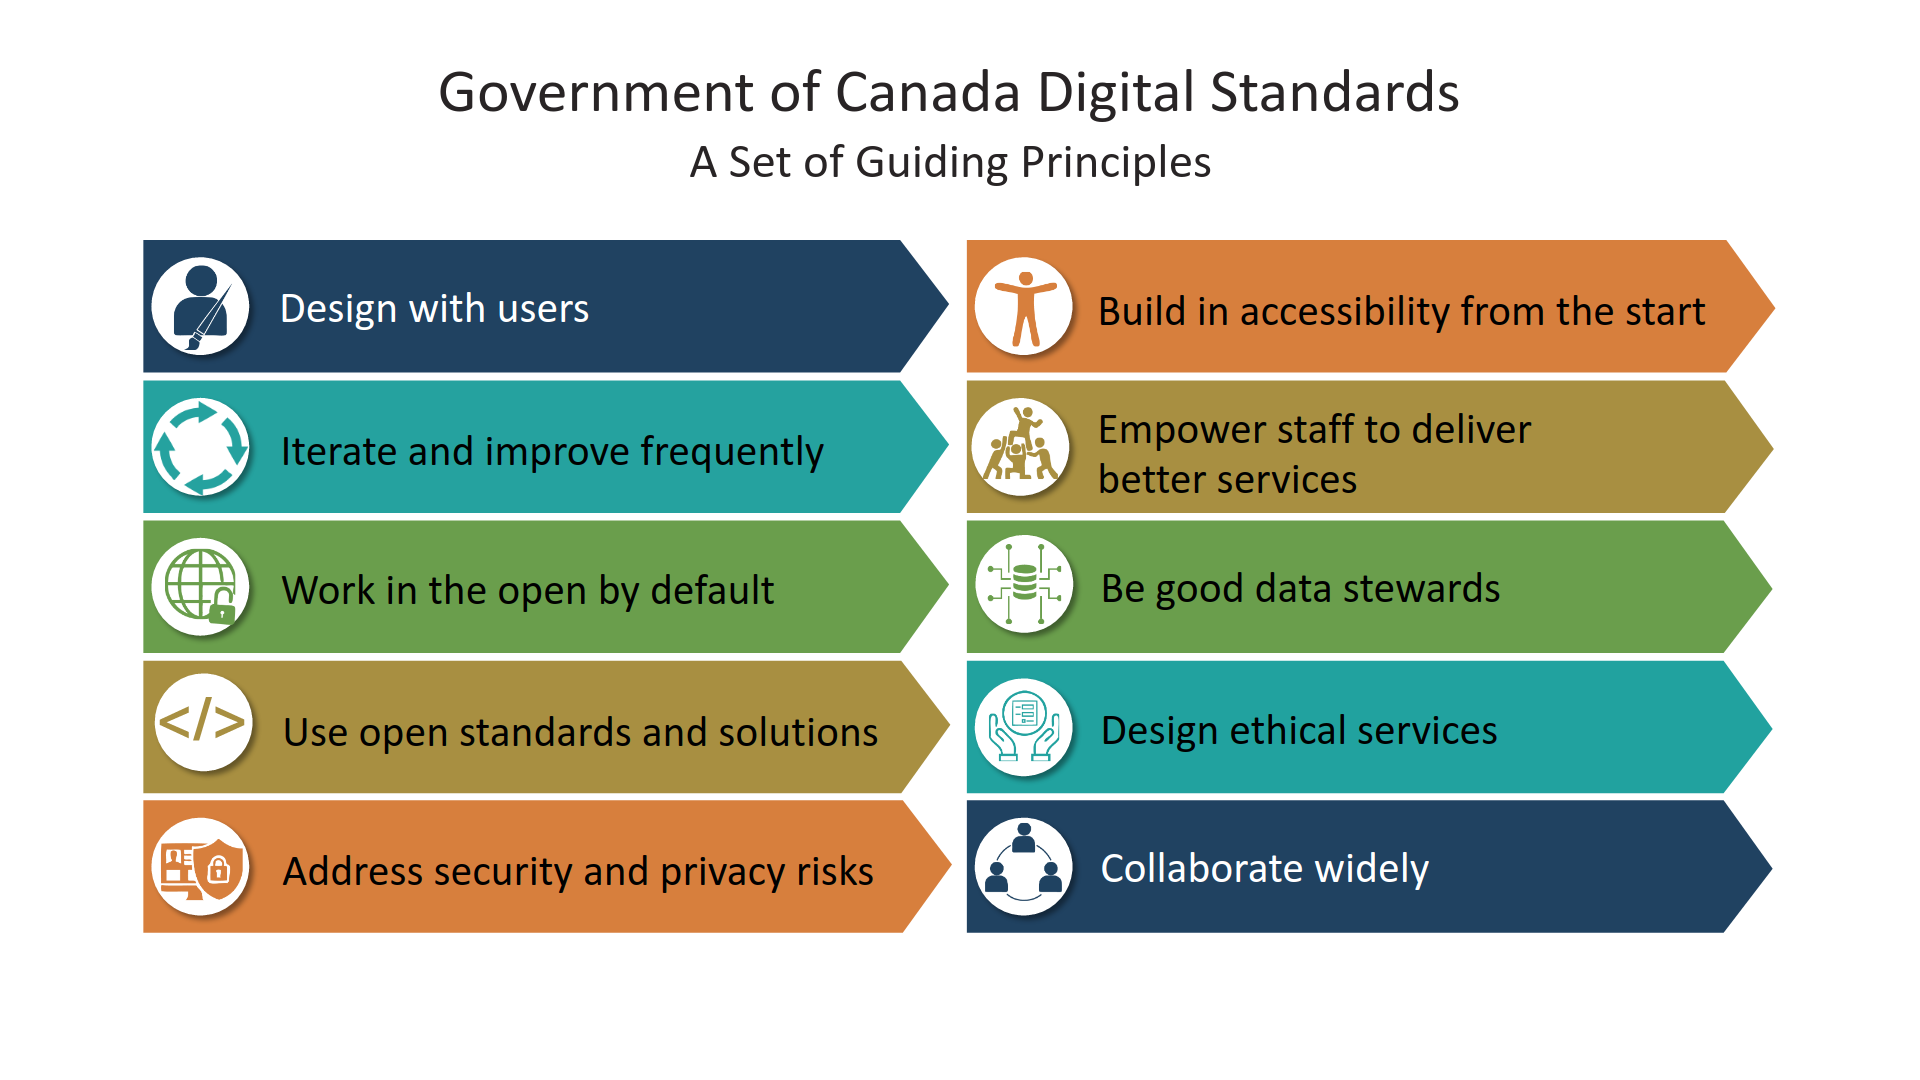 Government of Canada Digital Standards
A Set of Guiding Principles
Design with users
Iterate and improve frequently
Work in the open by default
</>
Use open standards and solutions
Address security and privacy risks
Build in accessibility from the start
Empower staff to deliver
better services
Be good data stewards
Design ethical services
Collaborate widely